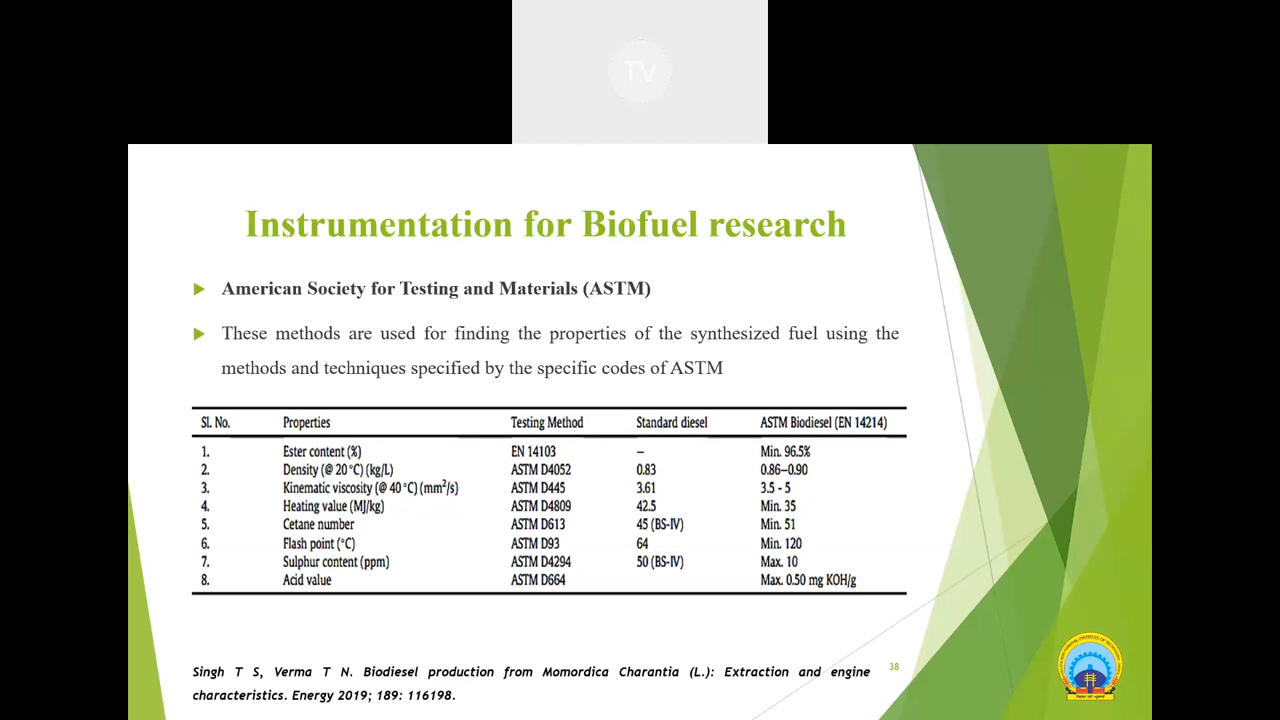 TV
Instrumentation for Biofuel research
American Society for Testing and Materials (ASTM)
These methods are used for finding the properties of the synthesized fuel using the
methods and techniques specified by the specific codes of ASTM
Sl. No. Properties Testing Method Standard diesel ASTM Biodiesel (EN 14214)
1. Ester content (%) EN 14103 – Min. 96.5%
2. Density (@ 20 °C) (kg/L) ASTM D4052 0.83 0.86–0.90
3. Kinematic viscosity (@ 40 °C) (mm²/s) ASTM D445 3.61 3.5 - 5
4. Heating value (MJ/kg) ASTM D4809 42.5 Min. 35
5. Cetane number ASTM D613 45 (BS-IV) Min. 51
6. Flash point (°C) ASTM D93 64 Min. 120
7. Sulphur content (ppm) ASTM D4294 50 (BS-IV) Max. 10
8. Acid value ASTM D664 Max. 0.50 mg KOH/g
Singh T S, Verma T N. Biodiesel production from Momordica Charantia (L.): Extraction and engine
characteristics. Energy 2019; 189: 116198.
38